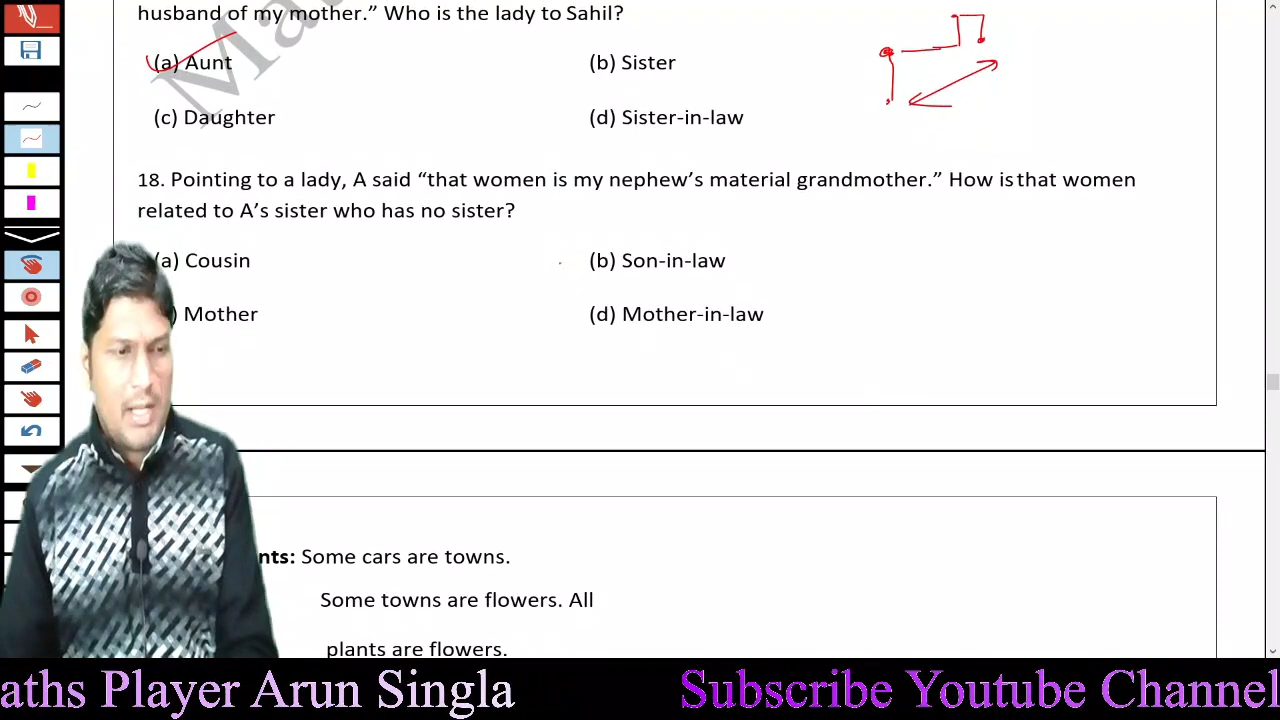 husband of my mother.” Who is the lady to Sahil?
(a) Aunt
(b) Sister
(c) Daughter
(d) Sister-in-law
18. Pointing to a lady, A said “that women is my nephew’s material grandmother.” How is that women
related to A’s sister who has no sister?
(a) Cousin
(b) Son-in-law
) Mother
(d) Mother-in-law
nts: Some cars are towns.
Some towns are flowers. All
plants are flowers.
aths Player Arun Singla
Subscribe Youtube Channel